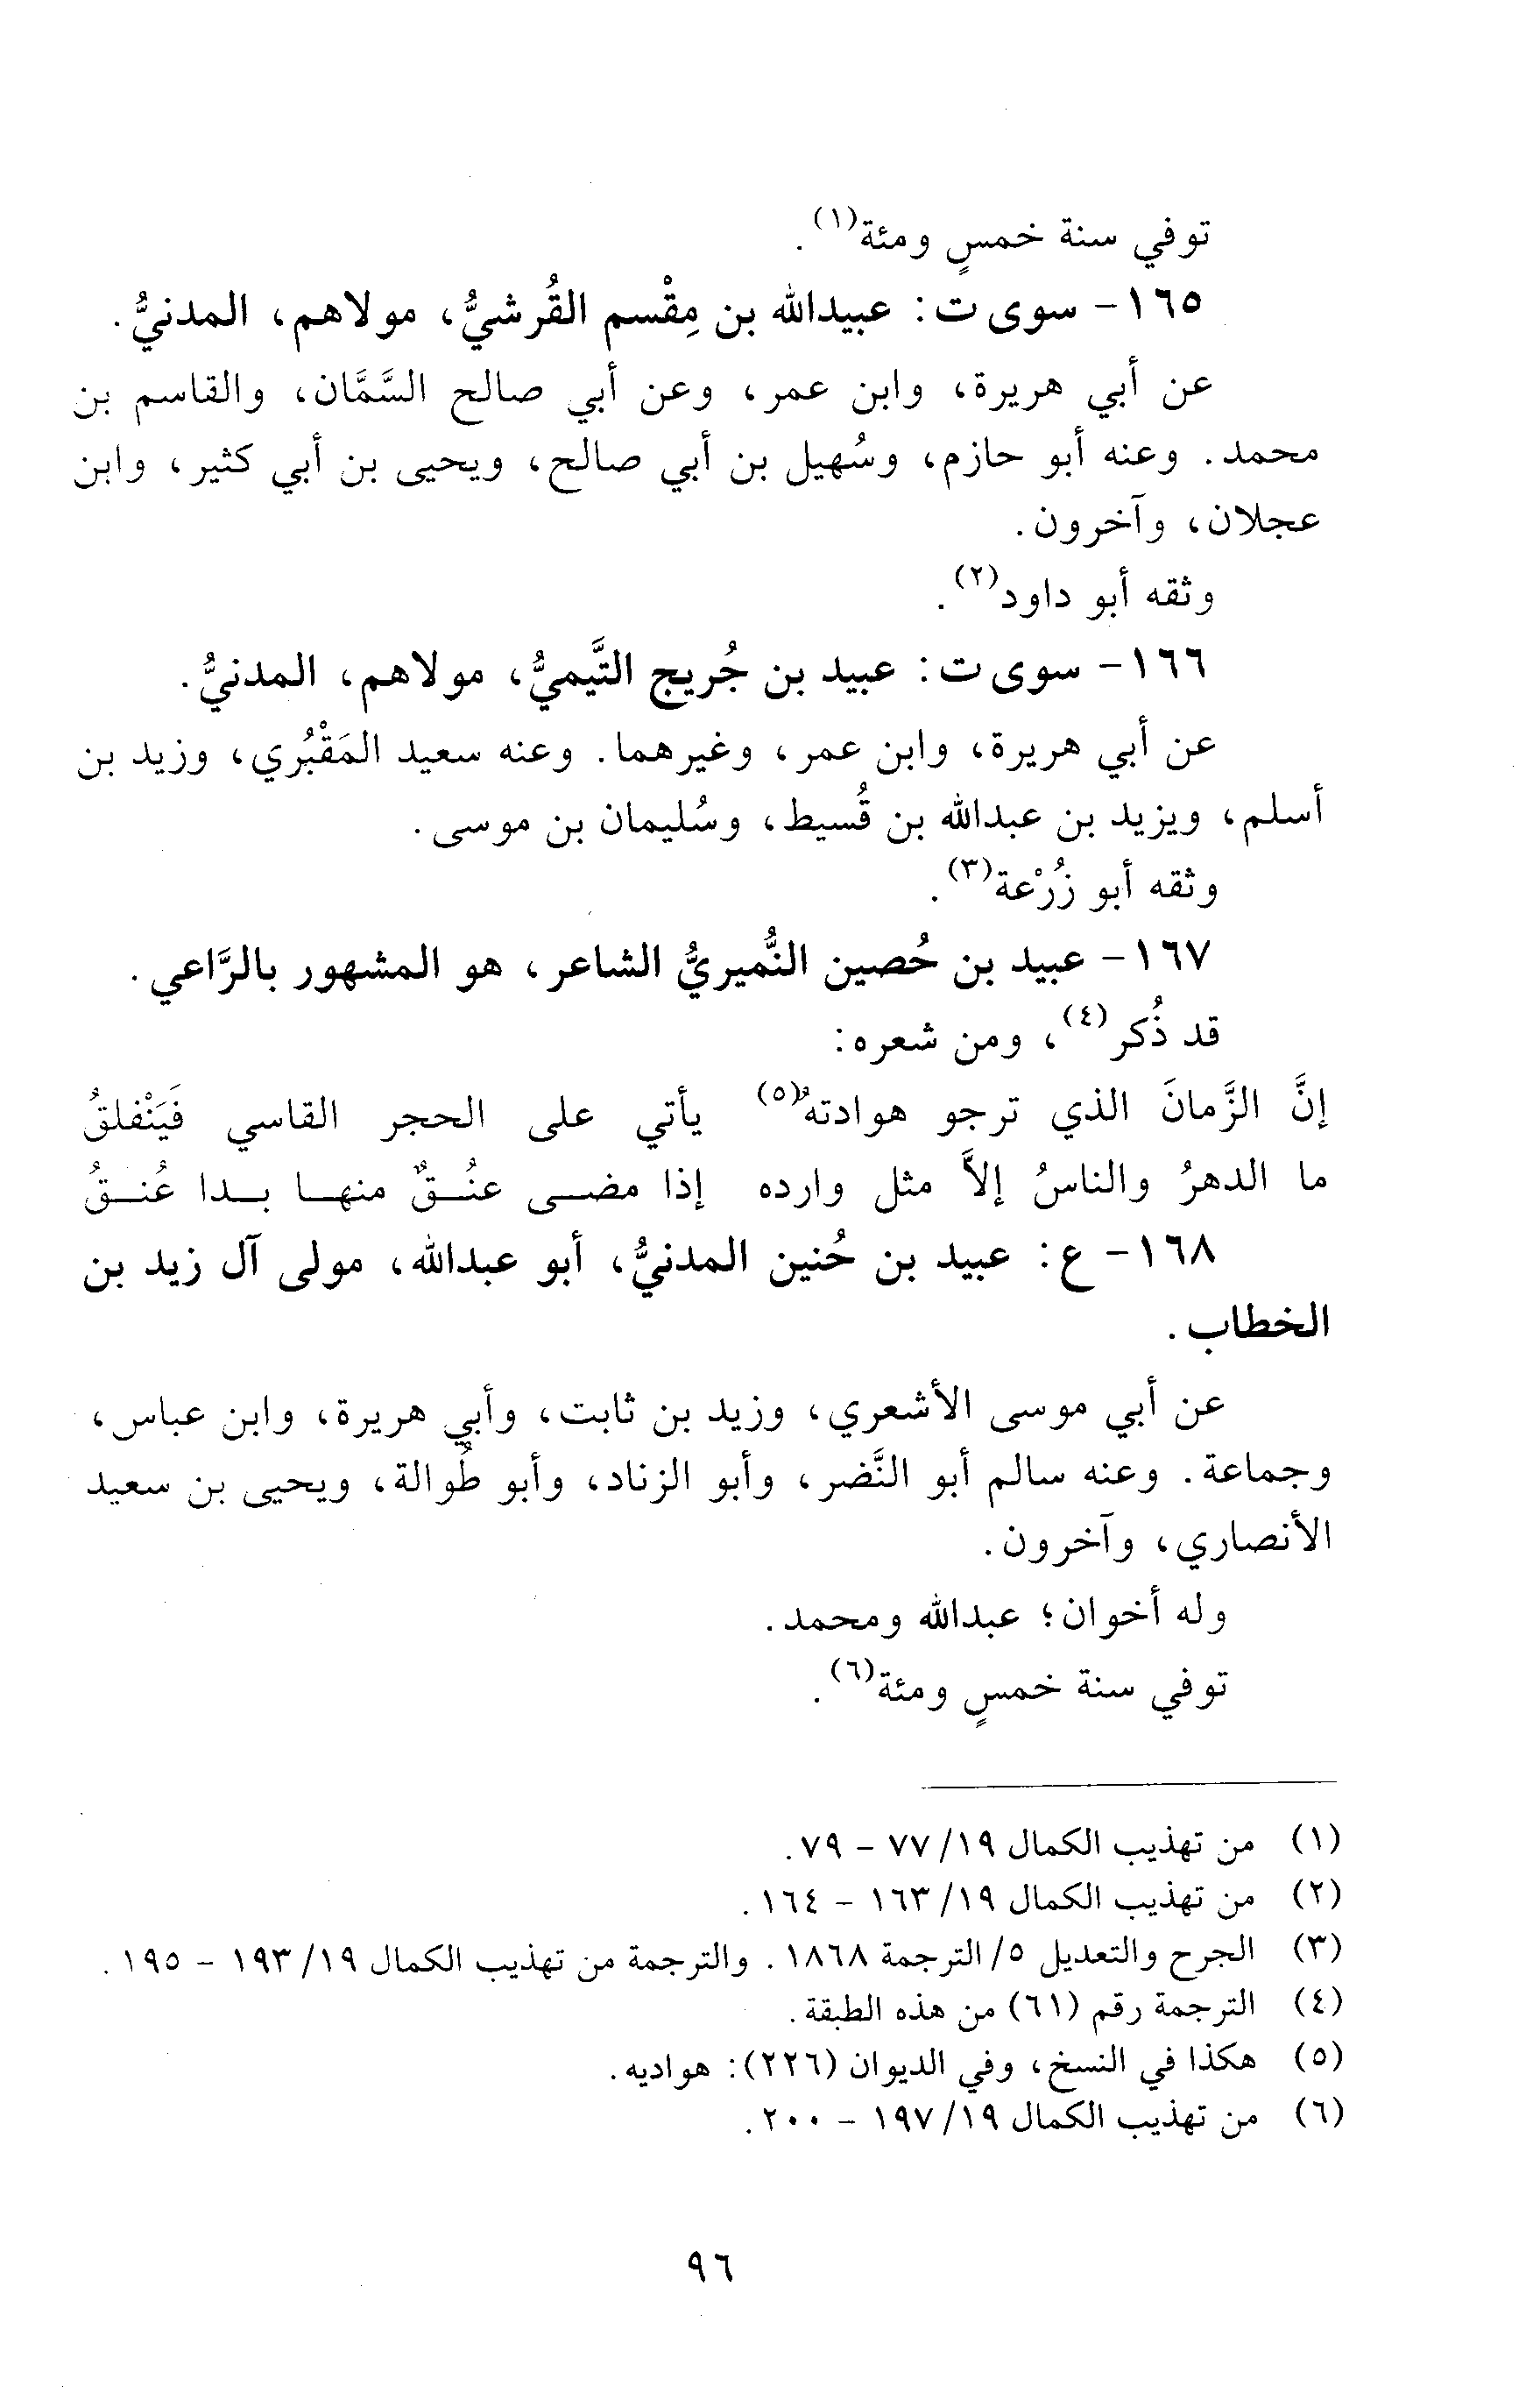 توفي سنة خمسٍ ومئة(١).
١٦٥- سوى ت: عبيدالله بن مِقْسم القُرشيُّ، مولاهم، المدنيُّ.
عن أبي هريرة، وابن عمر، وعن أبي صالح السَّمَّان، والقاسم بن
محمد. وعنه أبو حازم، وسُهيل بن أبي صالح، ويحيى بن أبي كثير، وابن
عجلان، وآخرون.
وثقه أبو داود(٢).
١٦٦- سوى ت: عبيد بن جُريج التَّيميُّ، مولاهم، المدنيُّ.
عن أبي هريرة، وابن عمر، وغيرهما. وعنه سعيد المَقْبُري، وزيد بن
أسلم، ويزيد بن عبدالله بن قُسيط، وسُليمان بن موسى.
وثقه أبو زُرْعة(٣).
١٦٧- عبيد بن حُصين النُّميريُّ الشاعر، هو المشهور بالرَّاعي.
قد ذُكر(٤)، ومن شعره:
إنَّ الزَّمانَ الذي ترجو هوادتهُ(٥) يأتي على الحجر القاسي فَيَنْفلقُ
ما الدهرُ والناسُ إلاَّ مثل وارده إذا مضـى عنُـقٌ منهـا بـدا عُنـقُ
١٦٨- ع: عبيد بن حُنين المدنيُّ، أبو عبدالله، مولى آل زيد بن
الخطاب.
عن أبي موسى الأشعري، وزيد بن ثابت، وأبي هريرة، وابن عباس،
وجماعة. وعنه سالم أبو النَّضر، وأبو الزناد، وأبو طُوالة، ويحيى بن سعيد
الأنصاري، وآخرون.
وله أخوان؛ عبدالله ومحمد.
توفي سنة خمسٍ ومئة(٦).
(١) من تهذيب الكمال ١٩/ ٧٧ - ٧٩.
(٢) من تهذيب الكمال ١٩/ ١٦٣ - ١٦٤.
(٣) الجرح والتعديل ٥/ الترجمة ١٨٦٨. والترجمة من تهذيب الكمال ١٩/ ١٩٣ - ١٩٥.
(٤) الترجمة رقم (٦١) من هذه الطبقة.
(٥) هكذا في النسخ، وفي الديوان (٢٢٦): هواديه.
(٦) من تهذيب الكمال ١٩/ ١٩٧ - ٢٠٠.
٩٦